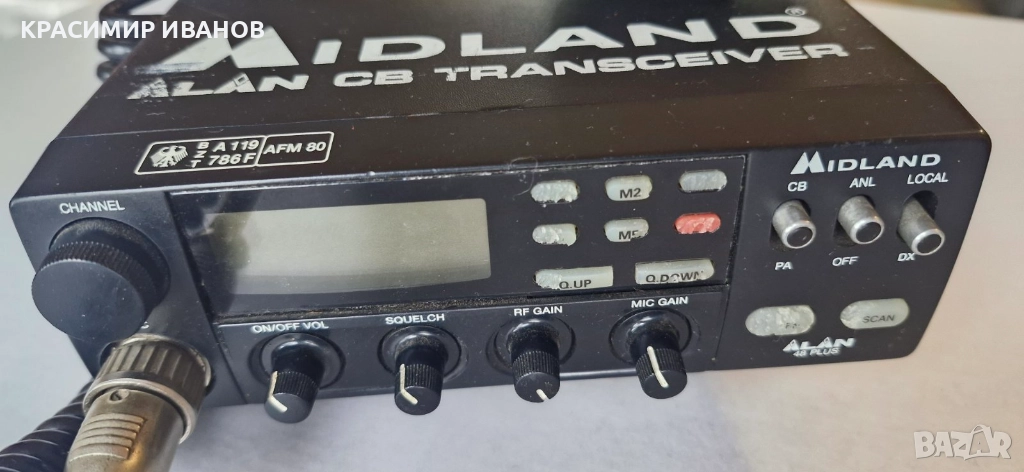 КРАСИМИР ИВАНОВ
MIDLAND
ALAN CB TRANSCEIVER
B Z T A 119 786 F AFM 80
CHANNEL
M2
M5
Q.UP Q.DOWN
ON/OFF VOL SQUELCH RF GAIN MIC GAIN
MIDLAND
CB ANL LOCAL
PA OFF DX
SCAN
ALAN
48 PLUS
BAZAR